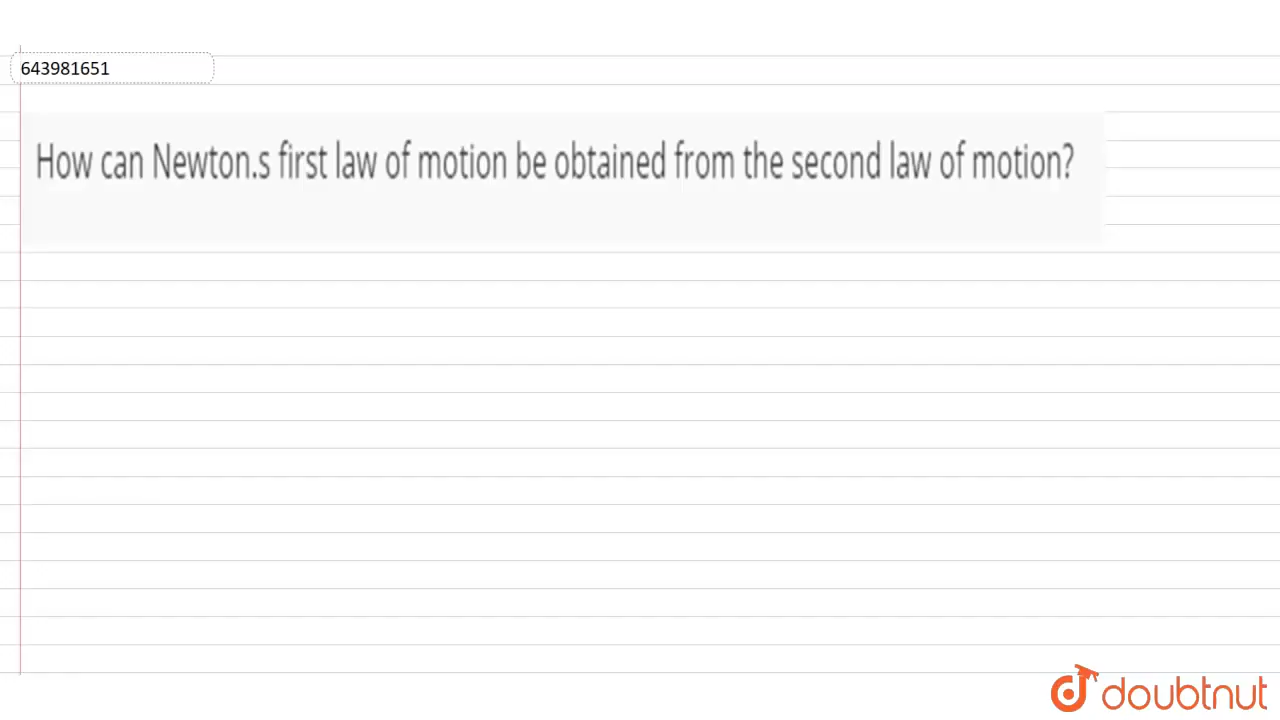 643981651
How can Newton.s first law of motion be obtained from the second law of motion?
doubtnut